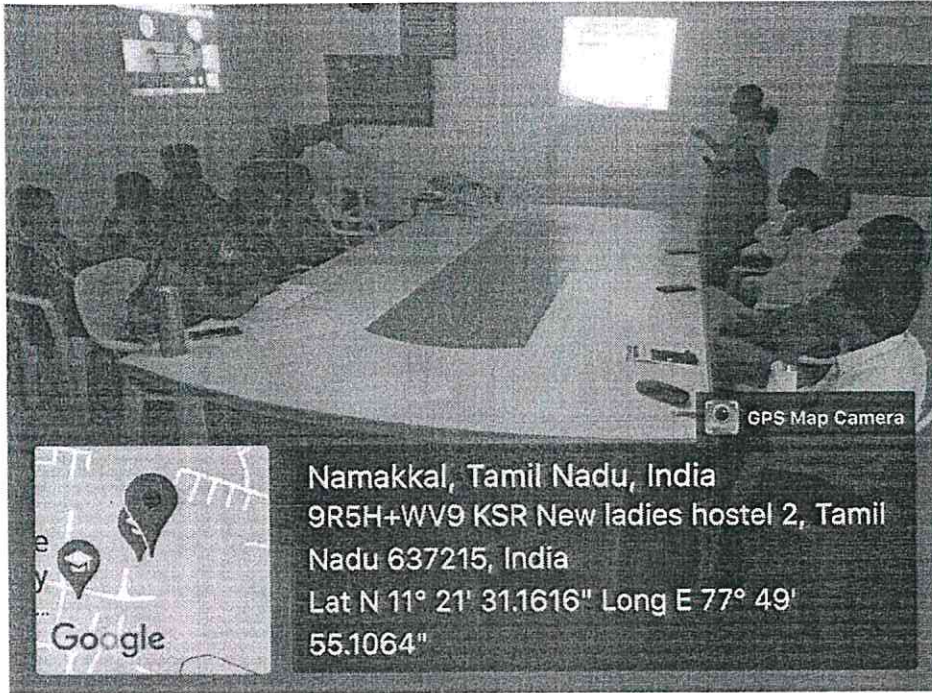 GPS Map Camera
Namakkal, Tamil Nadu, India
9R5H+WV9 KSR New ladies hostel 2, Tamil
Nadu 637215, India
Lat N 11° 21' 31.1616" Long E 77° 49'
55.1064"
e
y
Google